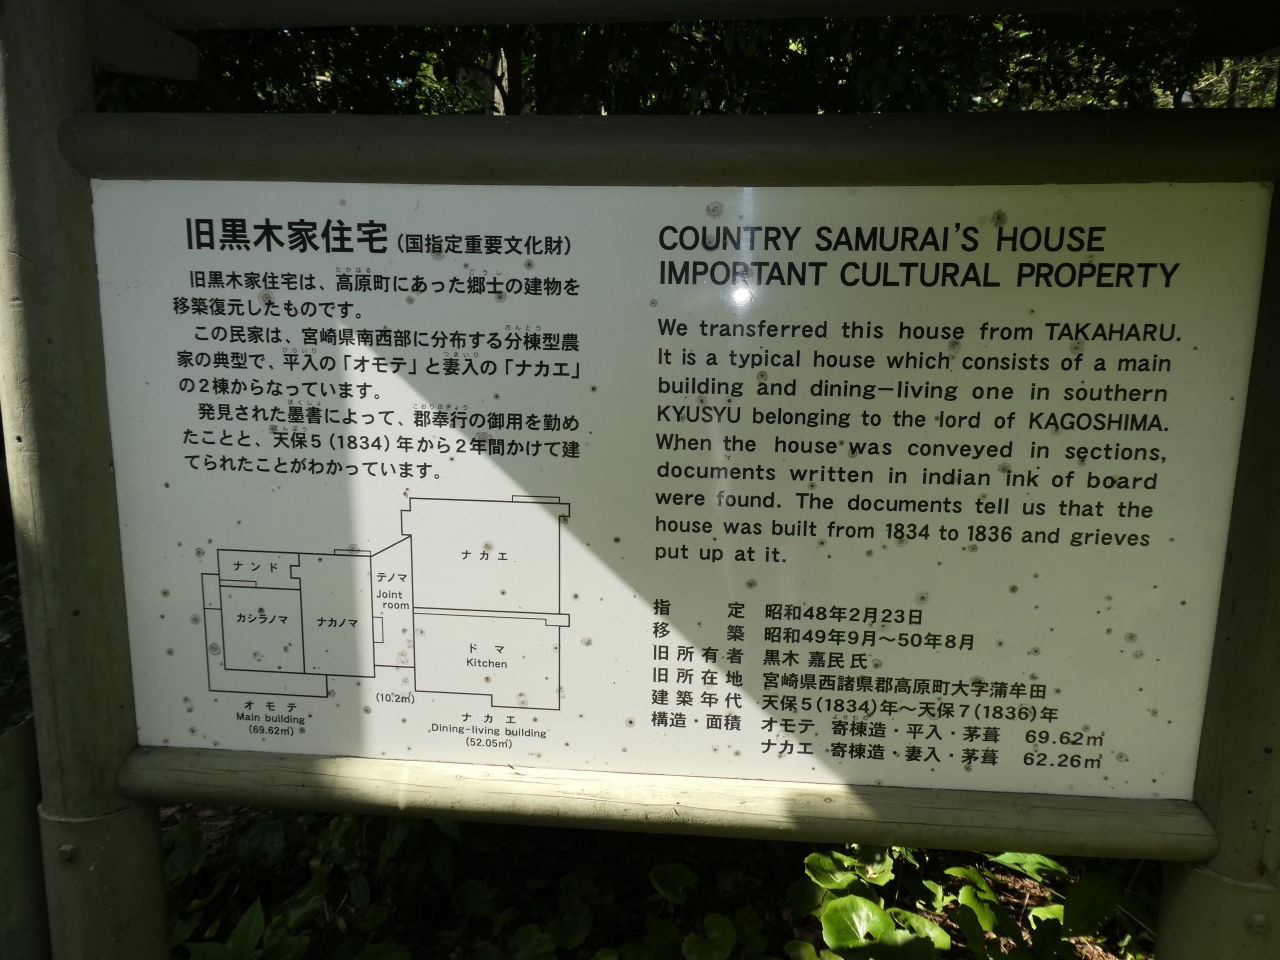 旧黒木家住宅（国指定重要文化財）
旧黒木家住宅は、高原町にあった郷士の建物を
移築復元したものです。
この民家は、宮崎県南西部に分布する分棟型農
家の典型で、平入の「オモテ」と妻入の「ナカエ」
の2棟からなっています。
発見された墨書によって、郡奉行の御用を勤め
たことと、天保5（1834）年から2年間かけて建
てられたことがわかっています。
ナンド
カシラノマ
ナカノマ
テノマ
Joint
room
(10.2㎡)
ナカエ
ドマ
Kitchen
オモテ
Main building
(69.62㎡)
ナカエ
Dining-living building
(52.05㎡)
COUNTRY SAMURAI'S HOUSE
IMPORTANT CULTURAL PROPERTY
We transferred this house from TAKAHARU.
It is a typical house which consists of a main
building and dining-living one in southern
KYUSYU belonging to the lord of KAGOSHIMA.
When the house was conveyed in sections,
documents written in indian ink of board
were found. The documents tell us that the
house was built from 1834 to 1836 and grieves
put up at it.
指定 昭和48年2月23日
移築 昭和49年9月～50年8月
旧所有者 黒木 嘉民 氏
旧所在地 宮崎県西諸県郡高原町大字蒲牟田
建築年代 天保5(1834)年～天保7(1836)年
構造・面積 オモテ 寄棟造・平入・茅葺 69.62㎡
ナカエ 寄棟造・妻入・茅葺 62.26㎡